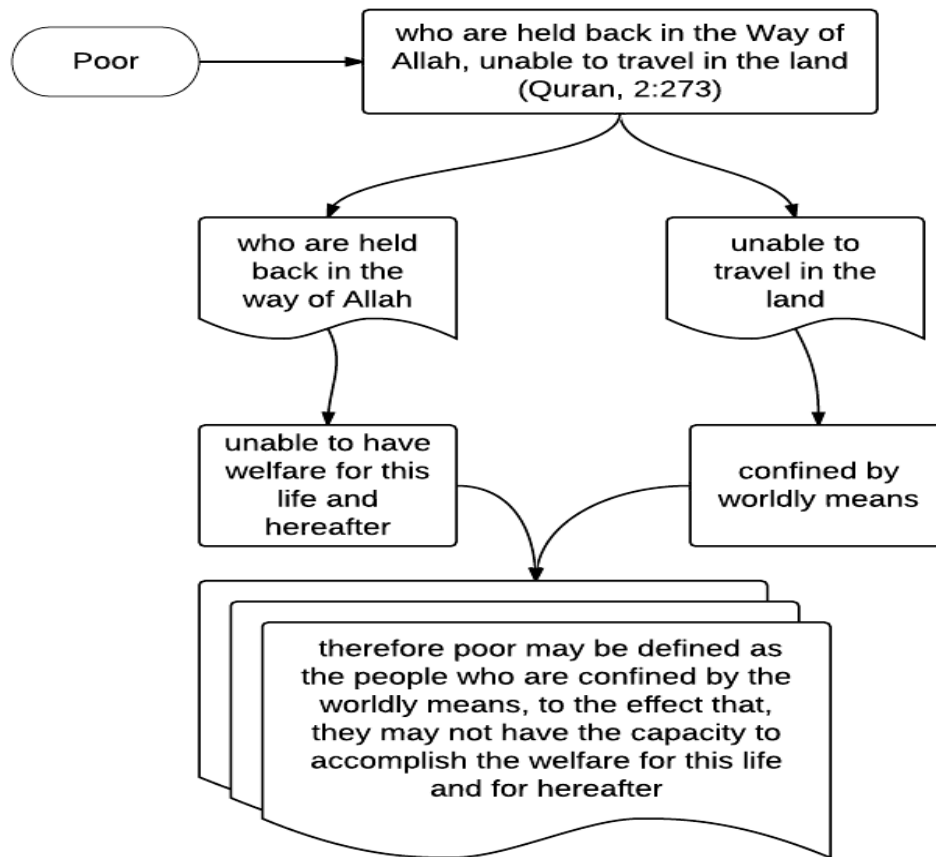 Poor
who are held back in the Way of
Allah, unable to travel in the land
(Quran, 2:273)
who are held
back in the
way of Allah
unable to
travel in the
land
unable to have
welfare for this
life and
hereafter
confined by
worldly means
therefore poor may be defined as
the people who are confined by the
worldly means, to the effect that,
they may not have the capacity to
accomplish the welfare for this life
and for hereafter